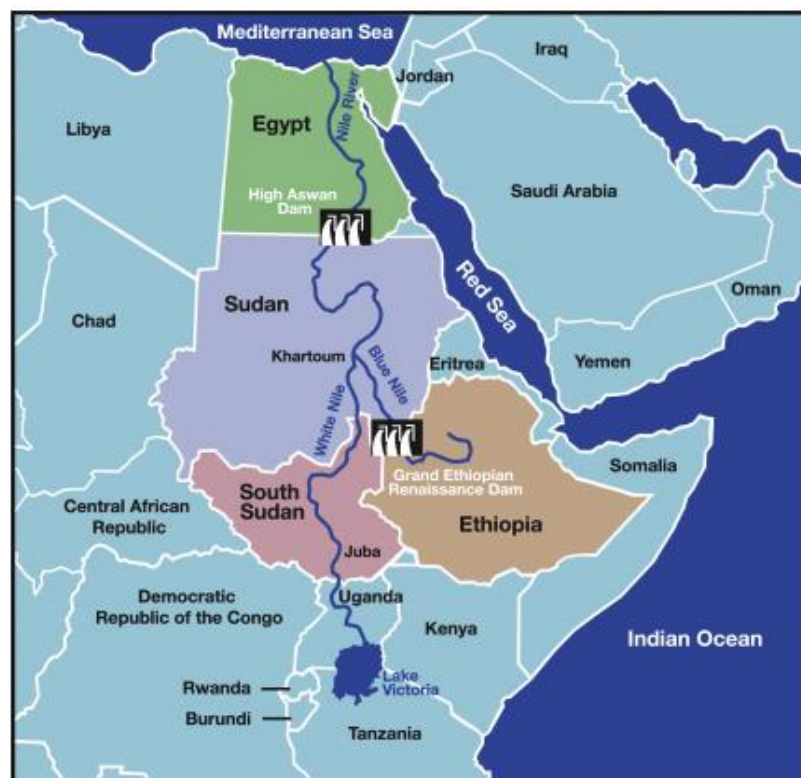 Mediterranean Sea
Iraq
Jordan
Nile River
Libya
Egypt
High Aswan
Dam
Saudi Arabia
Red Sea
Oman
Sudan
Chad
Khartoum
Blue Nile
Eritrea
Yemen
White Nile
Grand Ethiopian
Renaissance Dam
Somalia
South
Sudan
Central African
Republic
Ethiopia
Juba
Democratic
Republic of the Congo
Uganda
Kenya
Indian Ocean
Lake
Victoria
Rwanda
Burundi
Tanzania